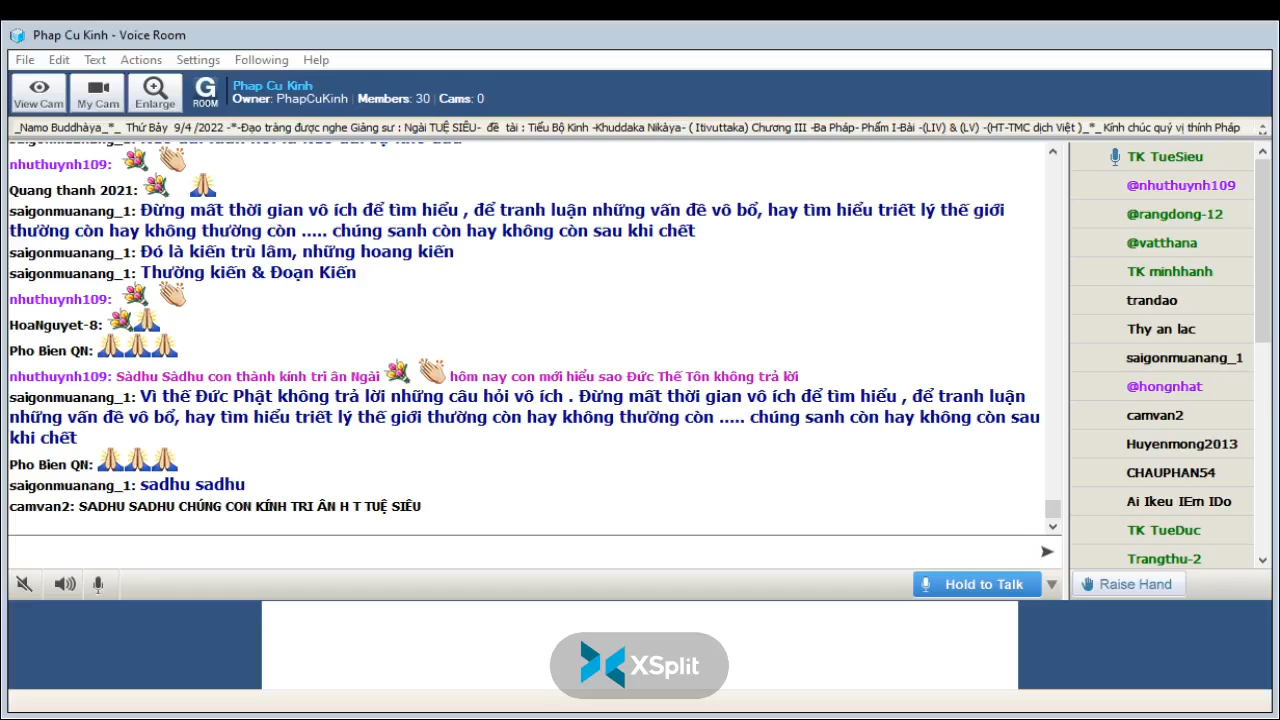 Phap Cu Kinh - Voice Room
File Edit Text Actions Settings Following Help
View Cam My Cam Enlarge G ROOM
Phap Cu Kinh
Owner: PhapCuKinh | Members: 30 | Cams: 0
_Namo Buddhàya_*_ Thứ Bảy 9/4 /2022 -*-Đạo tràng được nghe Giảng sư : Ngài TUỆ SIÊU- đề tài : Tiểu Bộ Kinh -Khuddaka Nikàya- ( Itivuttaka) Chương III -Ba Pháp- Phẩm I-Bài -(LIV) & (LV) -(HT-TMC dịch Việt )_*_ Kính chúc quý vị thính Pháp
nhuthuynh109:
Quang thanh 2021:
saigonmuanang_1: Đừng mất thời gian vô ích để tìm hiểu , để tranh luận những vấn đề vô bổ, hay tìm hiểu triết lý thế giới
thường còn hay không thường còn ..... chúng sanh còn hay không còn sau khi chết
saigonmuanang_1: Đó là kiến trù lâm, những hoang kiến
saigonmuanang_1: Thường kiến & Đoạn Kiến
nhuthuynh109:
HoaNguyet-8:
Pho Bien QN:
nhuthuynh109: Sàdhu Sàdhu con thành kính tri ân Ngài hôm nay con mới hiểu sao Đức Thế Tôn không trả lời
saigonmuanang_1: Vì thế Đức Phật không trả lời những câu hỏi vô ích . Đừng mất thời gian vô ích để tìm hiểu , để tranh luận
những vấn đề vô bổ, hay tìm hiểu triết lý thế giới thường còn hay không thường còn ..... chúng sanh còn hay không còn sau
khi chết
Pho Bien QN:
saigonmuanang_1: sadhu sadhu
camvan2: SADHU SADHU CHÚNG CON KÍNH TRI ÂN H T TUỆ SIÊU
TK TueSieu
@nhuthuynh109
@rangdong-12
@vatthana
TK minhhanh
trandao
Thy an lac
saigonmuanang_1
@hongnhat
camvan2
Huyenmong2013
CHAUPHAN54
Ai Ikeu IEm IDo
TK TueDuc
Trangthu-2
Hold to Talk
Raise Hand
XSplit